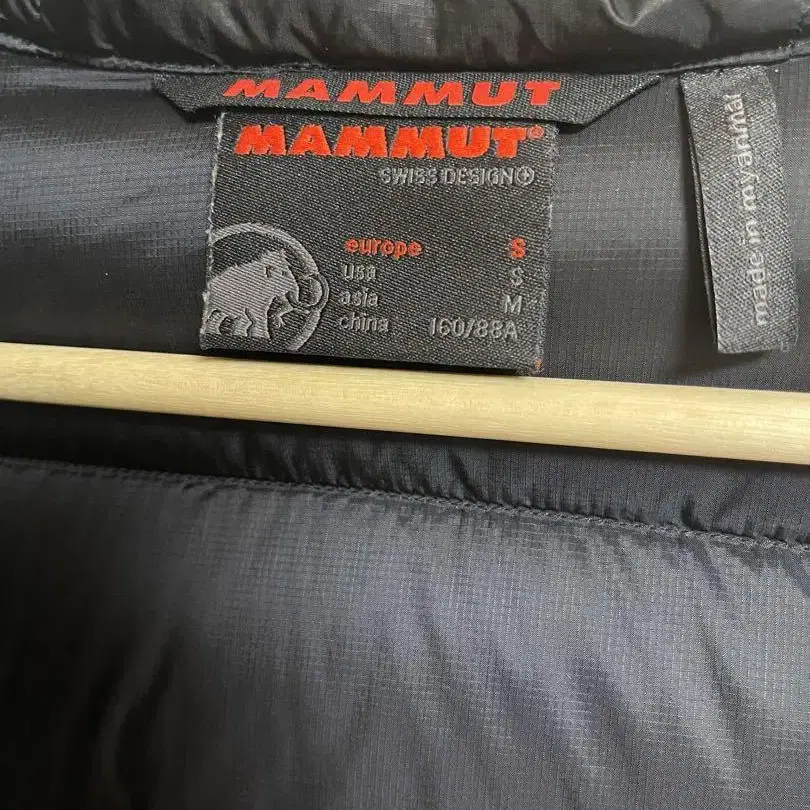 MAMMUT
MAMMUT®
SWISS DESIGN
europe S
usa S
asia M
china 160/88A
made in myanmar